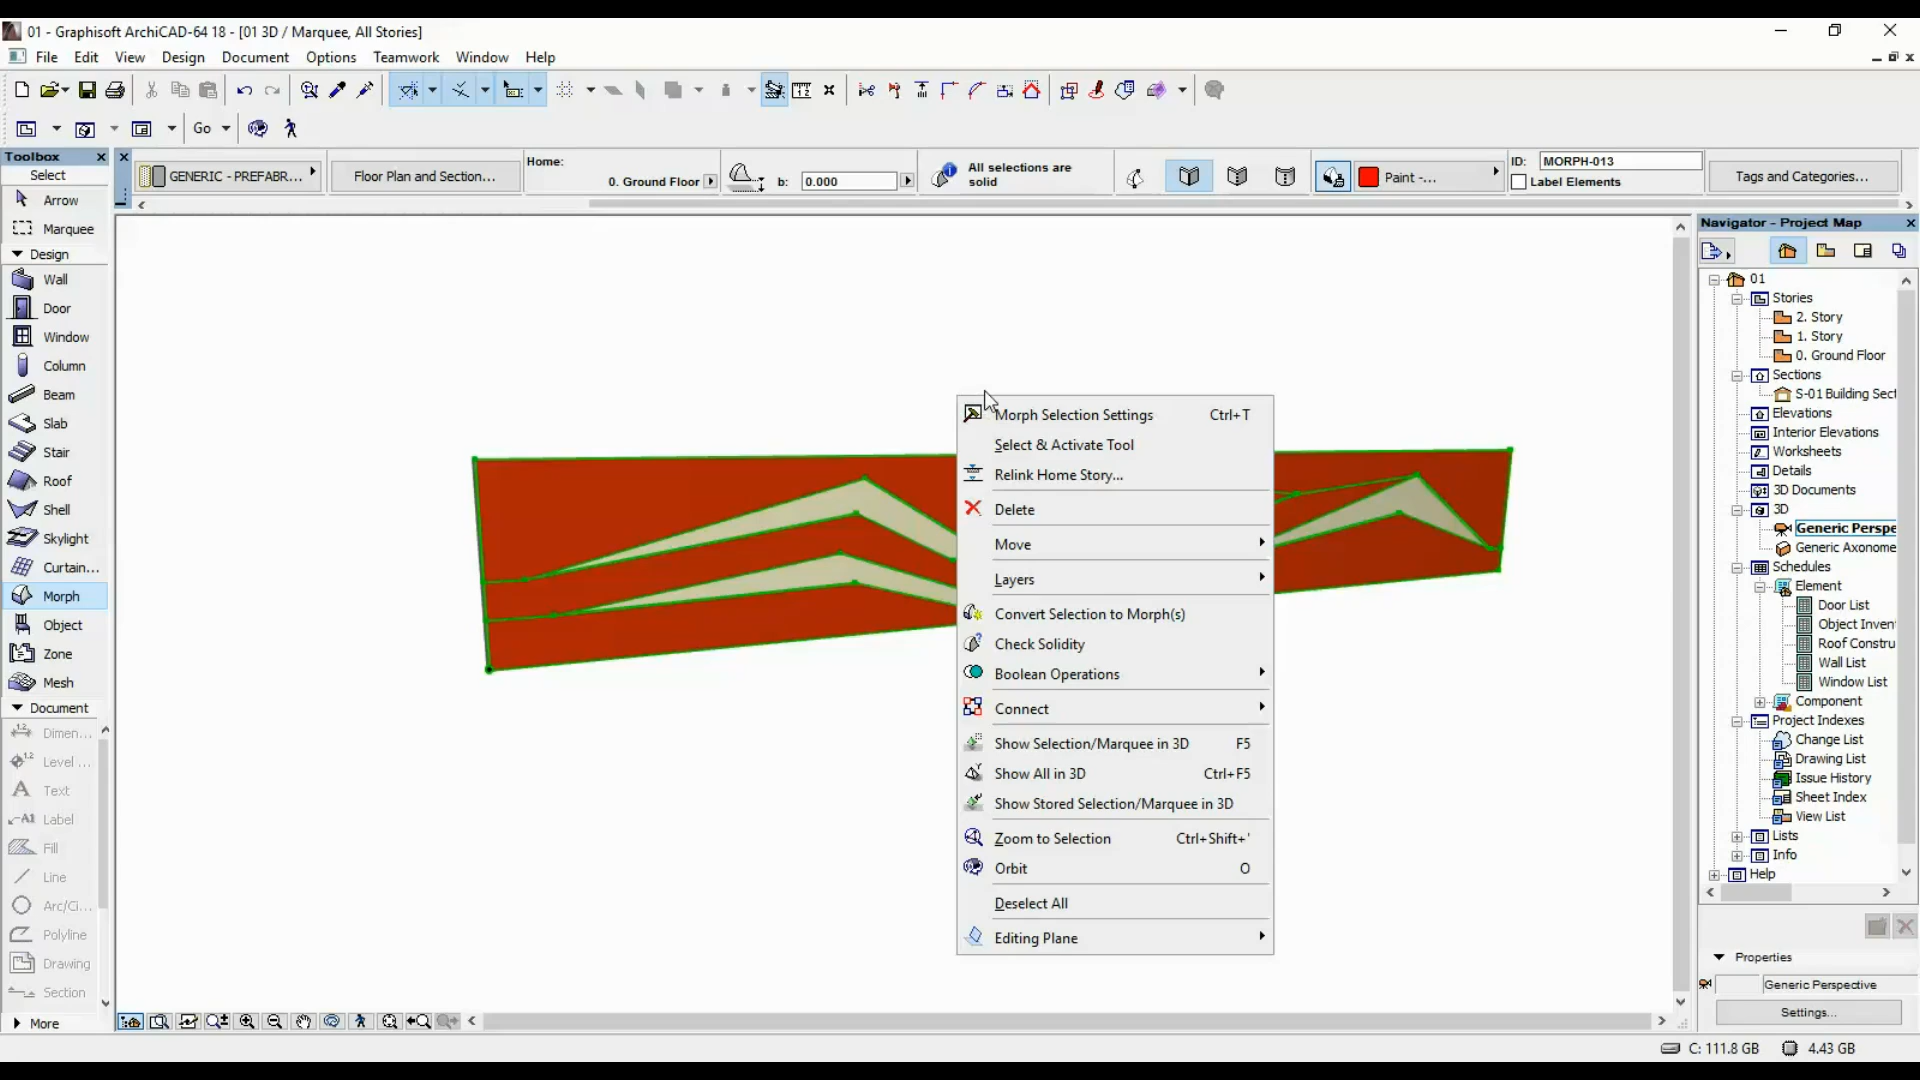 01 - Graphisoft ArchiCAD-64 18 - [01 3D / Marquee, All Stories]
File Edit View Design Document Options Teamwork Window Help
Go
Toolbox
Select
Arrow
Marquee
Design
Wall
Door
Window
Column
Beam
Slab
Stair
Roof
Shell
Skylight
Curtain...
Morph
Object
Zone
Mesh
Document
Dimen...
Level ...
Text
Label
Fill
Line
Arc/Ci...
Polyline
Drawing
Section
More
GENERIC - PREFABR...
Floor Plan and Section...
Home:
0. Ground Floor
b: 0.000
All selections are
solid
Paint -...
ID: MORPH-013
Label Elements
Tags and Categories...
Morph Selection Settings Ctrl+T
Select & Activate Tool
Relink Home Story...
Delete
Move
Layers
Convert Selection to Morph(s)
Check Solidity
Boolean Operations
Connect
Show Selection/Marquee in 3D F5
Show All in 3D Ctrl+F5
Show Stored Selection/Marquee in 3D
Zoom to Selection Ctrl+Shift+'
Orbit O
Deselect All
Editing Plane
Navigator - Project Map
01
Stories
2. Story
1. Story
0. Ground Floor
Sections
S-01 Building Sect
Elevations
Interior Elevations
Worksheets
Details
3D Documents
3D
Generic Perspe
Generic Axonome
Schedules
Element
Door List
Object Inven
Roof Constru
Wall List
Window List
Component
Project Indexes
Change List
Drawing List
Issue History
Sheet Index
View List
Lists
Info
Help
Properties
Generic Perspective
Settings...
C: 111.8 GB 4.43 GB